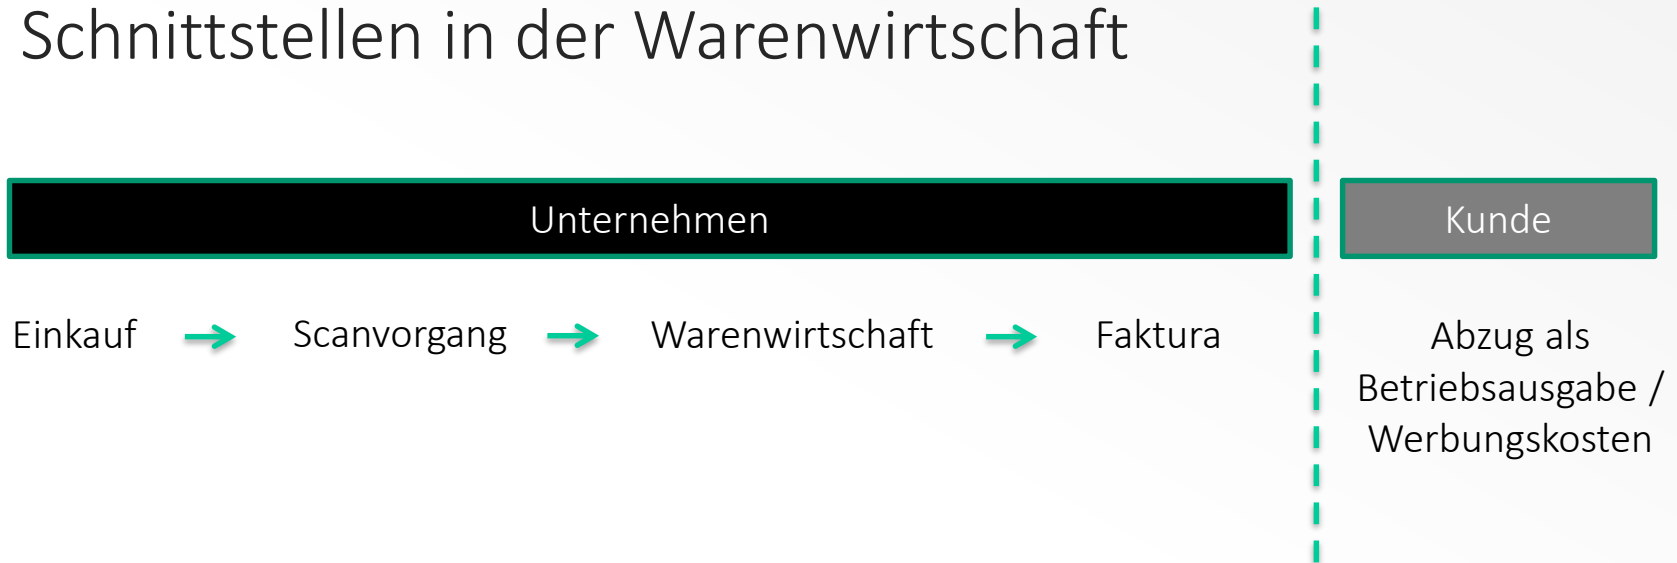 Schnittstellen in der Warenwirtschaft
Unternehmen
Kunde
Einkauf
Scanvorgang
Warenwirtschaft
Faktura
Abzug als
Betriebsausgabe /
Werbungskosten